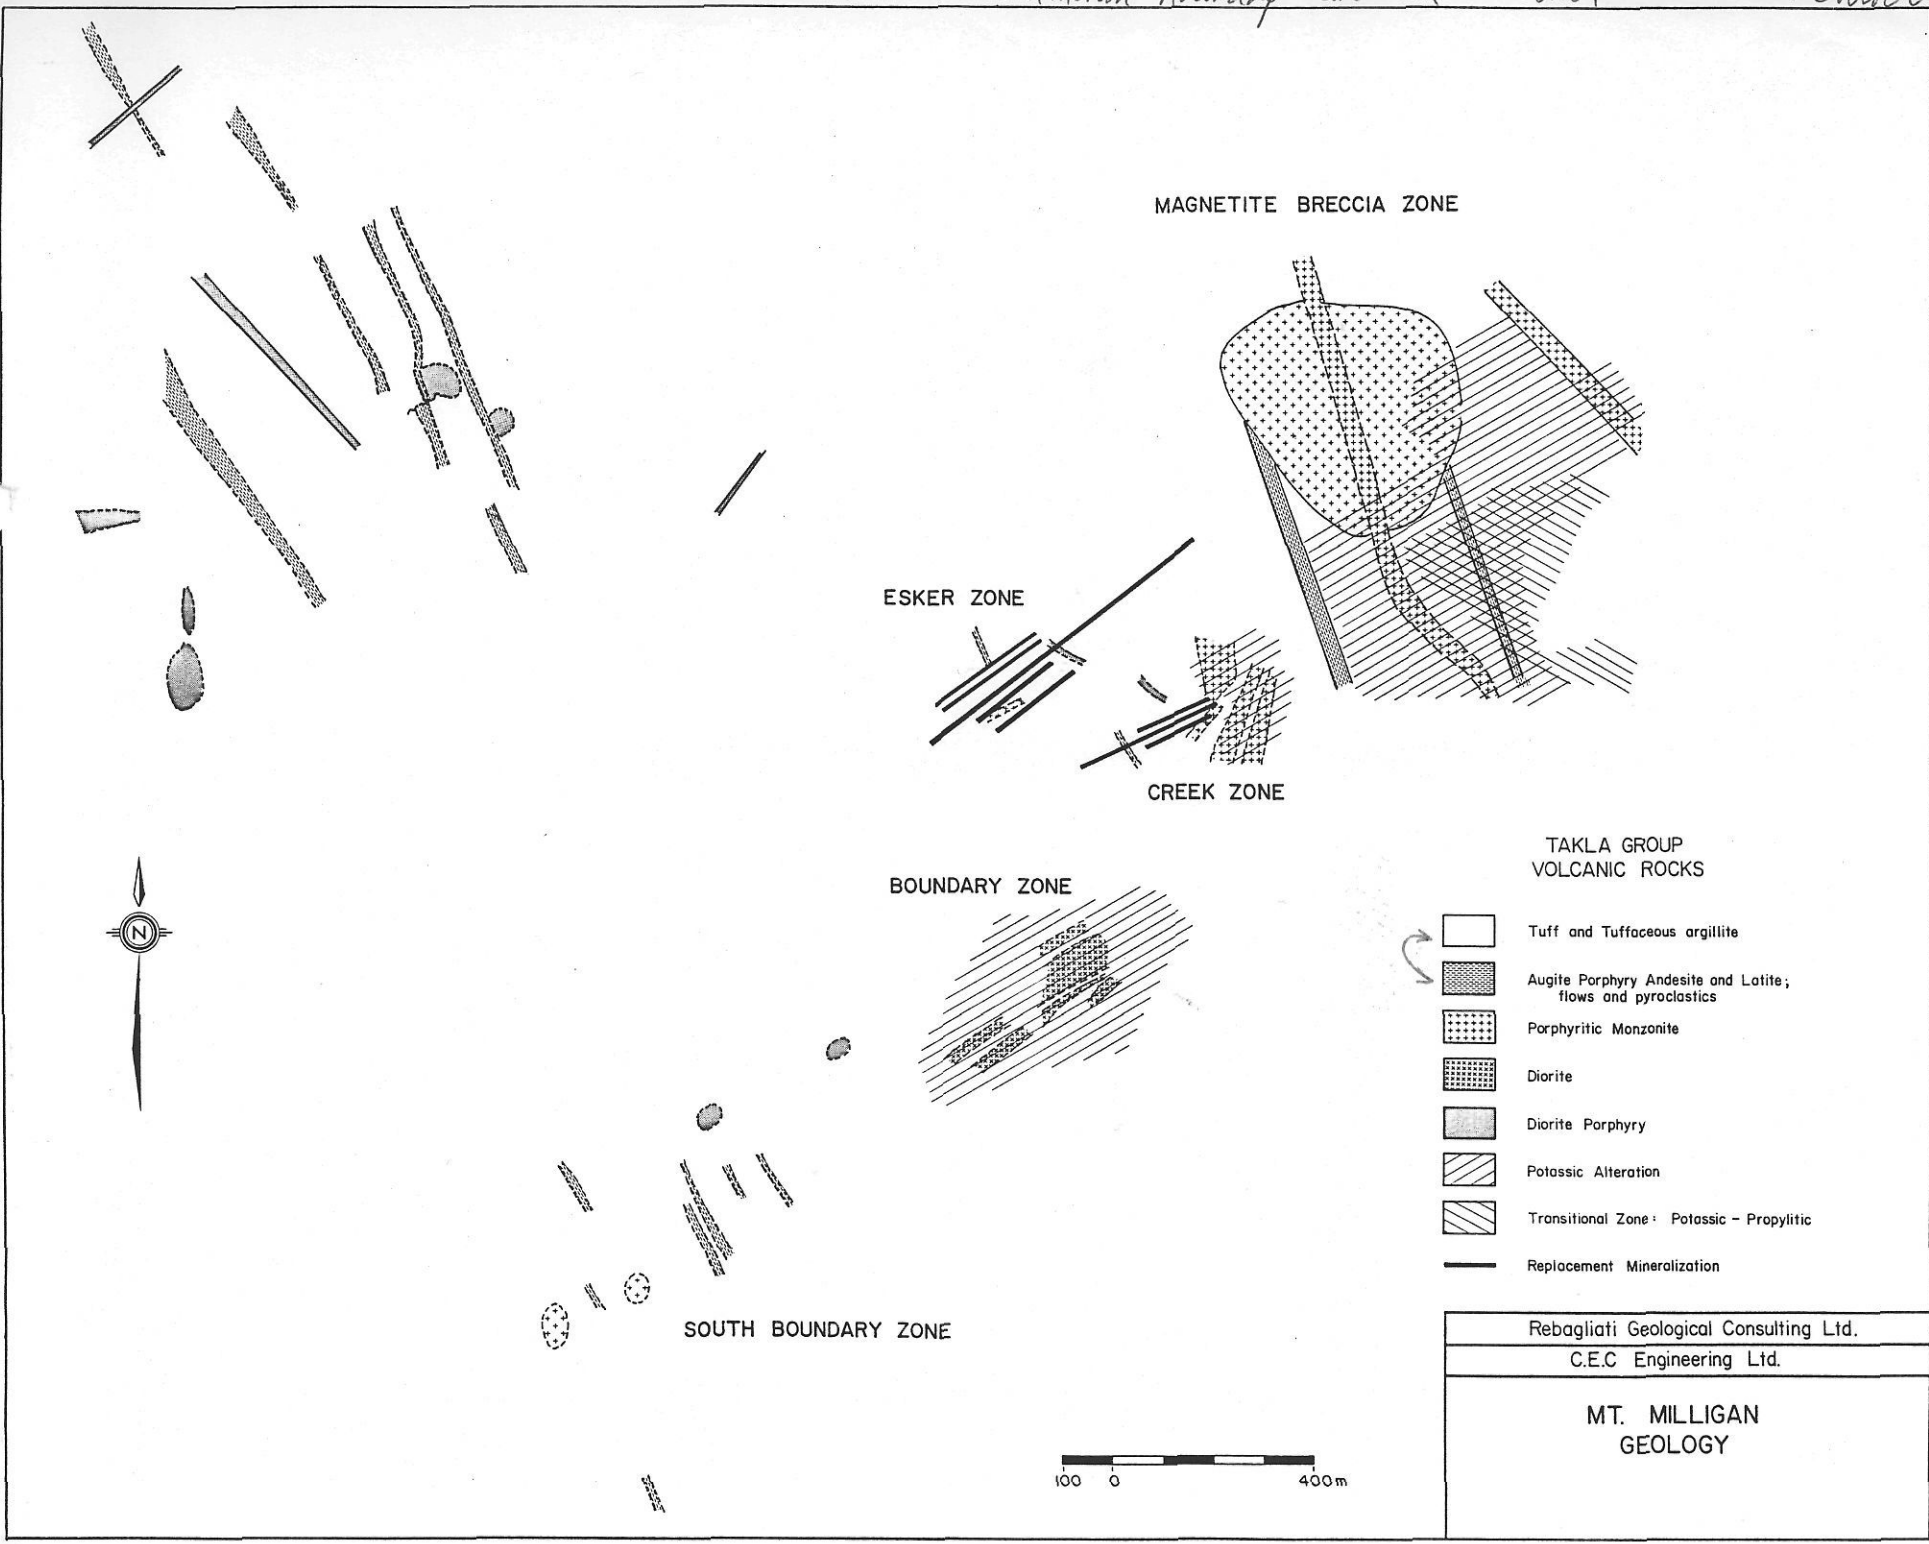 MAGNETITE BRECCIA ZONE
ESKER ZONE
CREEK ZONE
BOUNDARY ZONE
N
TAKLA GROUP
VOLCANIC ROCKS
Tuff and Tuffaceous argillite
Augite Porphyry Andesite and Latite;
flows and pyroclastics
Porphyritic Monzonite
Diorite
Diorite Porphyry
Potassic Alteration
Transitional Zone: Potassic - Propylitic
Replacement Mineralization
SOUTH BOUNDARY ZONE
Rebagliati Geological Consulting Ltd.
C.E.C Engineering Ltd.
MT. MILLIGAN
GEOLOGY
100 0 400m